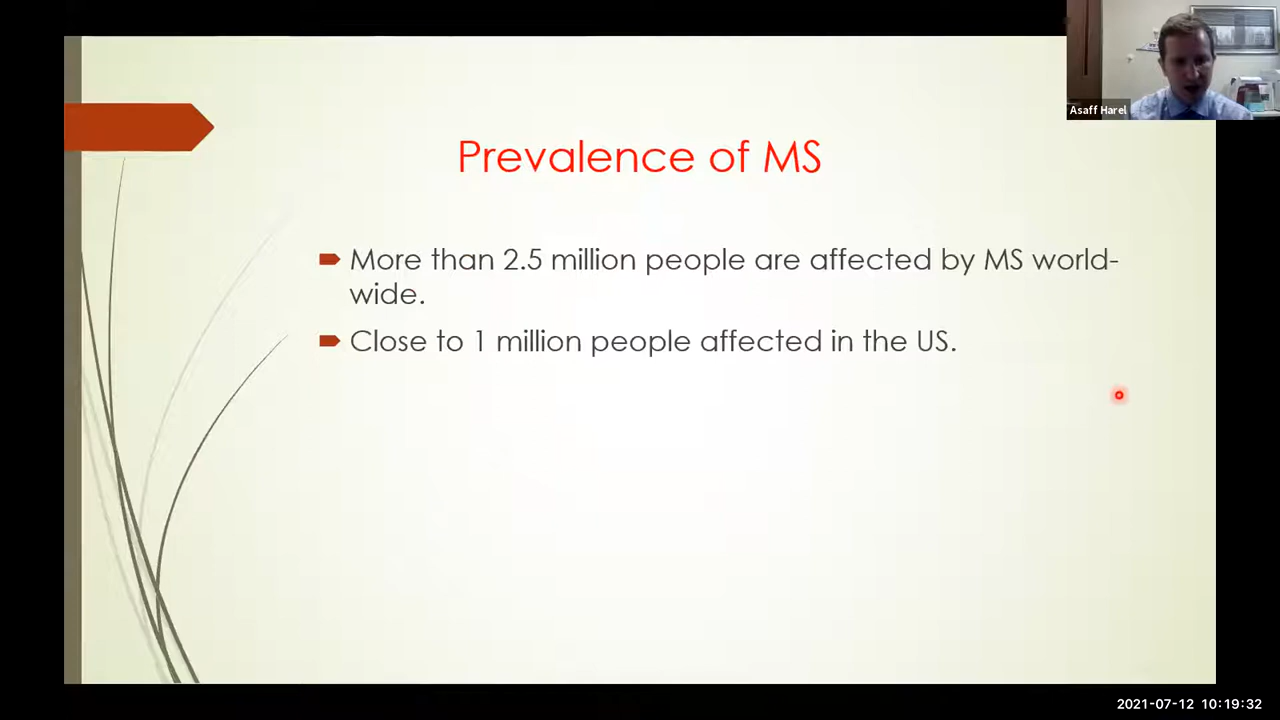 Asaff Harel
Prevalence of MS
More than 2.5 million people are affected by MS world-
wide.
Close to 1 million people affected in the US.
2021-07-12 10:19:32